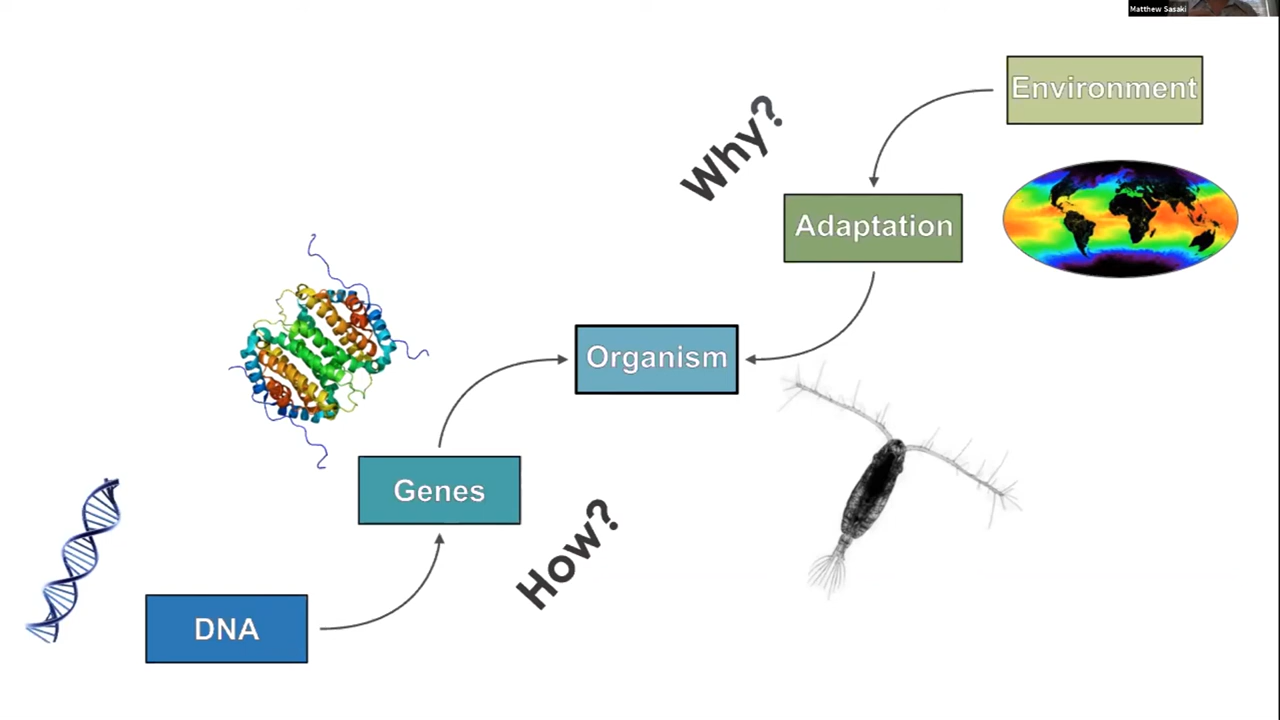 Matthew Sasaki
Environment
Why?
Adaptation
Organism
Genes
How?
DNA